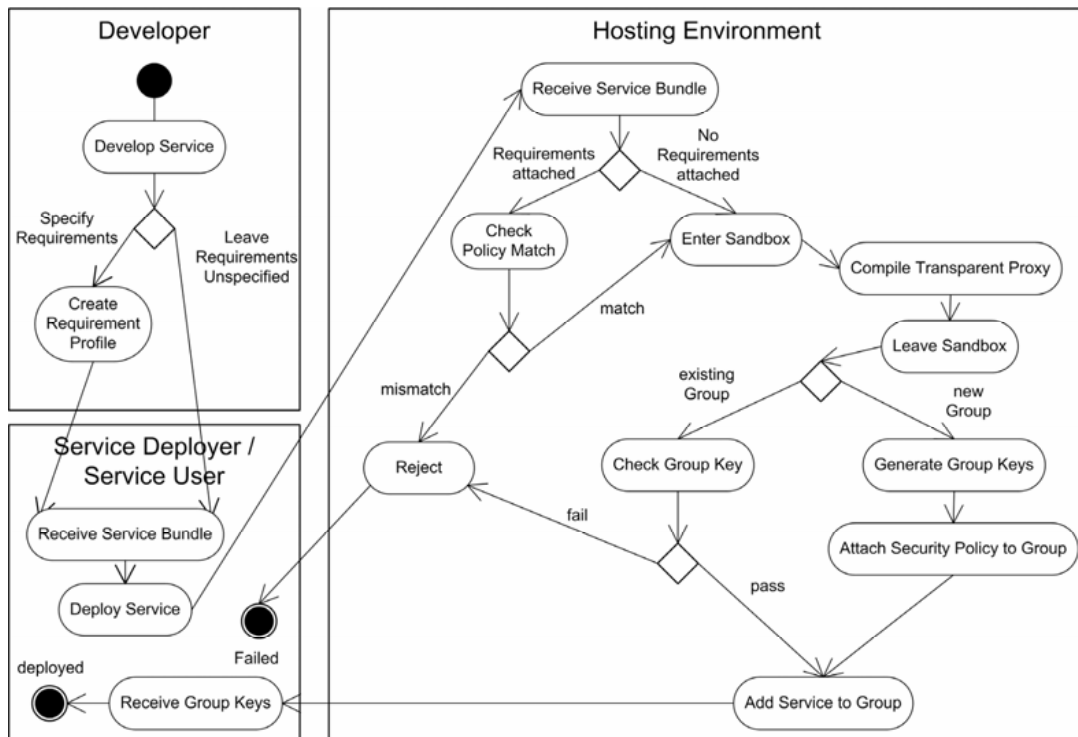 Developer
Develop Service
Specify
Requirements
Leave
Requirements
Unspecified
Create
Requirement
Profile
Service Deployer /
Service User
Receive Service Bundle
Deploy Service
Failed
deployed
Receive Group Keys
Hosting Environment
Receive Service Bundle
Requirements
attached
No
Requirements
attached
Check
Policy Match
Enter Sandbox
Compile Transparent Proxy
match
Leave Sandbox
mismatch
existing
Group
new
Group
Reject
Check Group Key
Generate Group Keys
fail
Attach Security Policy to Group
pass
Add Service to Group